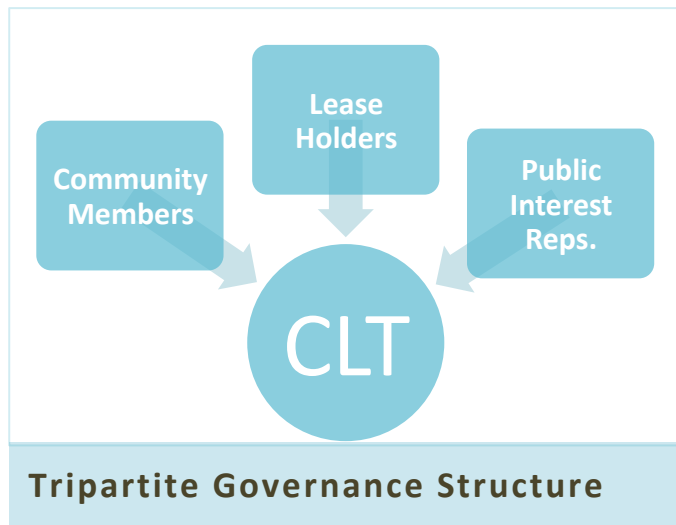 Community
Members
Lease
Holders
Public
Interest
Reps.
CLT
Tripartite Governance Structure